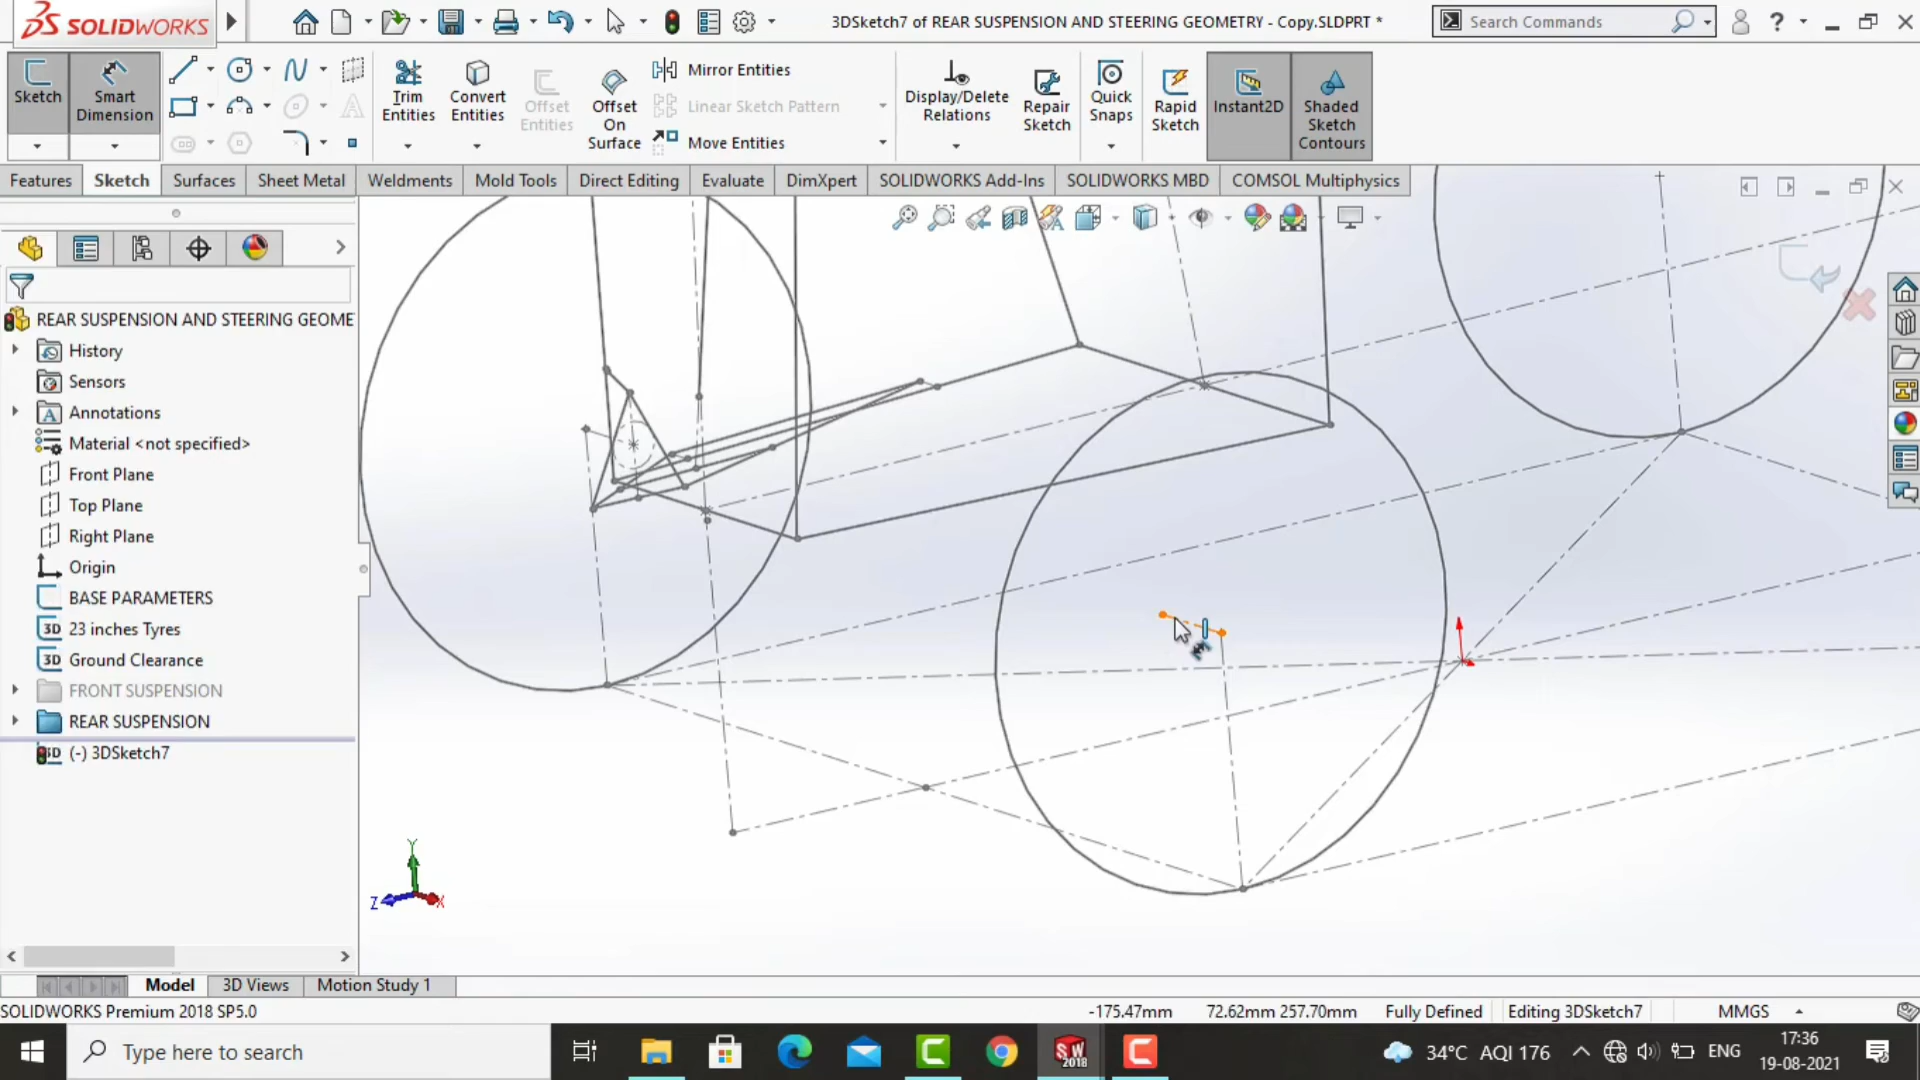 SOLIDWORKS
3DSketch7 of REAR SUSPENSION AND STEERING GEOMETRY - Copy.SLDPRT *
Search Commands
Sketch
Smart Dimension
Trim Entities
Convert Entities
Offset Entities
Offset On Surface
Mirror Entities
Linear Sketch Pattern
Move Entities
Display/Delete Relations
Repair Sketch
Quick Snaps
Rapid Sketch
Instant2D
Shaded Sketch Contours
Features
Sketch
Surfaces
Sheet Metal
Weldments
Mold Tools
Direct Editing
Evaluate
DimXpert
SOLIDWORKS Add-Ins
SOLIDWORKS MBD
COMSOL Multiphysics
REAR SUSPENSION AND STEERING GEOME
History
Sensors
Annotations
Material <not specified>
Front Plane
Top Plane
Right Plane
Origin
BASE PARAMETERS
3D 23 inches Tyres
3D Ground Clearance
FRONT SUSPENSION
REAR SUSPENSION
3D (-) 3DSketch7
Y
Z
X
Model
3D Views
Motion Study 1
SOLIDWORKS Premium 2018 SP5.0
-175.47mm
72.62mm 257.70mm
Fully Defined
Editing 3DSketch7
MMGS
Type here to search
SW
2018
34°C AQI 176
ENG
17:36
19-08-2021